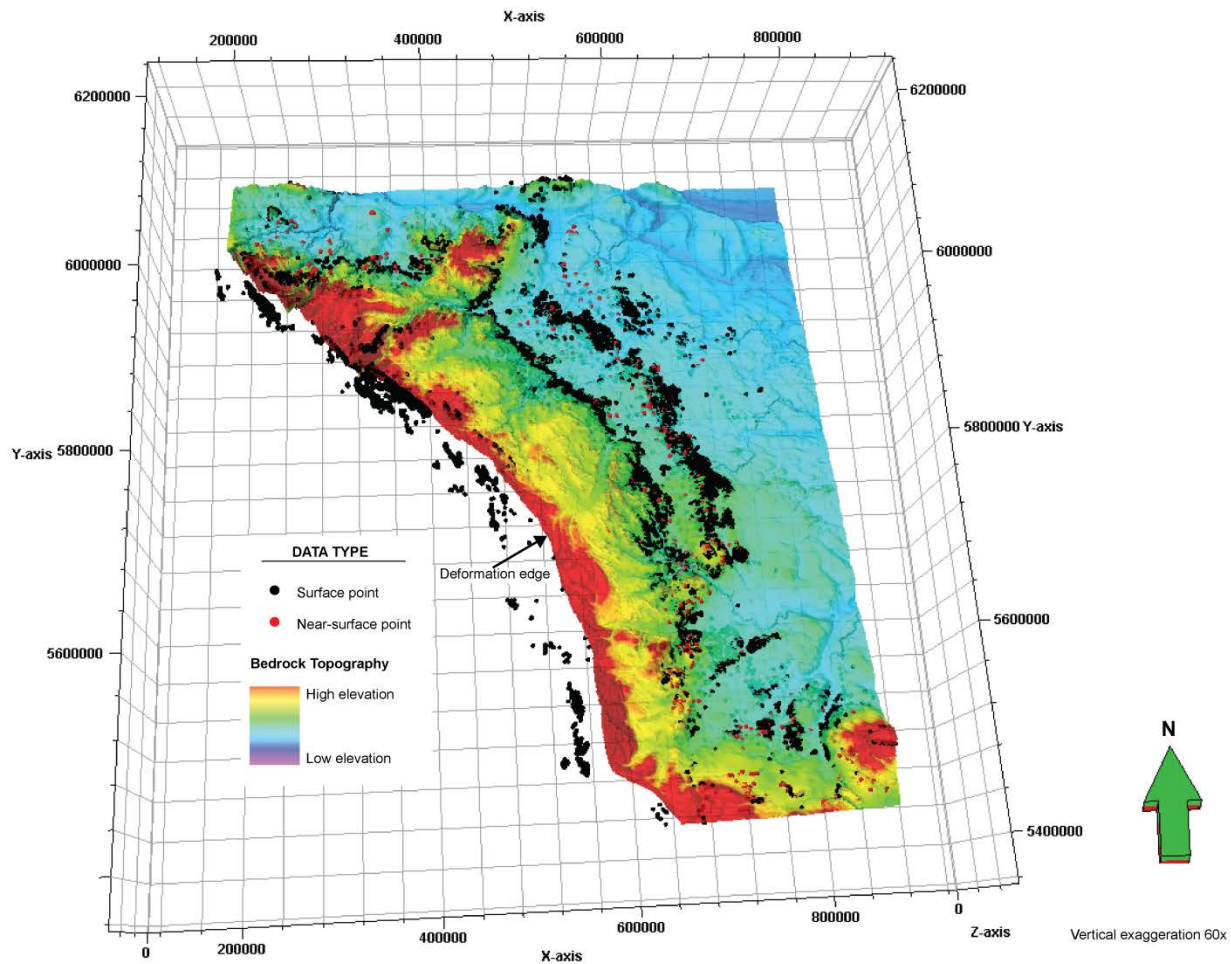 X-axis
200000 400000 600000 800000
6200000 6200000
6000000 6000000
Y-axis 5800000 5800000 Y-axis
DATA TYPE
Surface point
Near-surface point
Bedrock Topography
High elevation
Low elevation
Deformation edge
5600000 5600000
N
5400000
0 200000 400000 600000 800000 0
X-axis Z-axis
Vertical exaggeration 60x